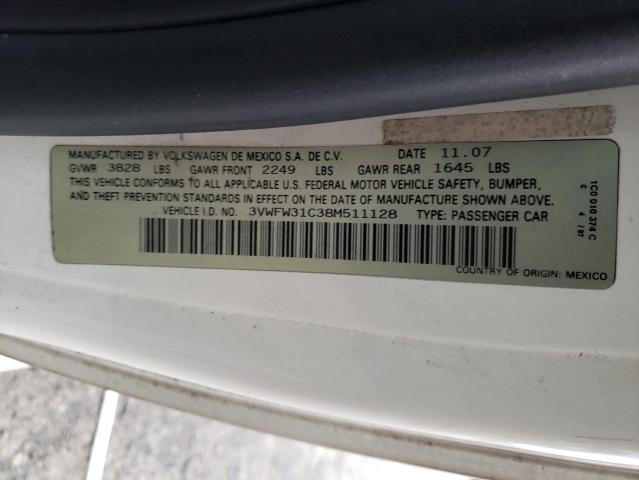 MANUFACTURED BY VOLKSWAGEN DE MEXICO S.A. DE C.V. DATE 11.07
GVWR 3828 LBS GAWR FRONT 2249 LBS GAWR REAR 1645 LBS
THIS VEHICLE CONFORMS TO ALL APPLICABLE U.S. FEDERAL MOTOR VEHICLE SAFETY, BUMPER,
AND THEFT PREVENTION STANDARDS IN EFFECT ON THE DATE OF MANUFACTURE SHOWN ABOVE.
VEHICLE I.D. NO. 3VWFW31C38M511128 TYPE: PASSENGER CAR
COUNTRY OF ORIGIN: MEXICO
1C0 010 374 C
C 4 / 07